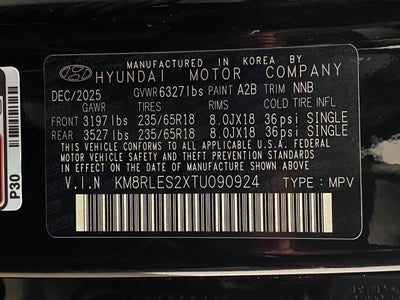 MANUFACTURED IN KOREA BY
HYUNDAI MOTOR COMPANY
DEC/2025 GVWR 6327lbs PAINT A2B TRIM NNB
GAWR TIRES RIMS COLD TIRE INFL
FRONT 3197 lbs 235/65R18 8.0JX18 36psi SINGLE
REAR 3527 lbs 235/65R18 8.0JX18 36psi SINGLE
THIS VEHICLE CONFORMS TO ALL APPLICABLE U.S.A. FEDERAL
MOTOR VEHICLE SAFETY BUMPER, AND THEFT PREVENTION STANDARDS
IN EFFECT ON THE DATE OF MANUFACTURE SHOWN ABOVE.
V.I.N KM8RLES2XTU090924 TYPE : MPV
P30